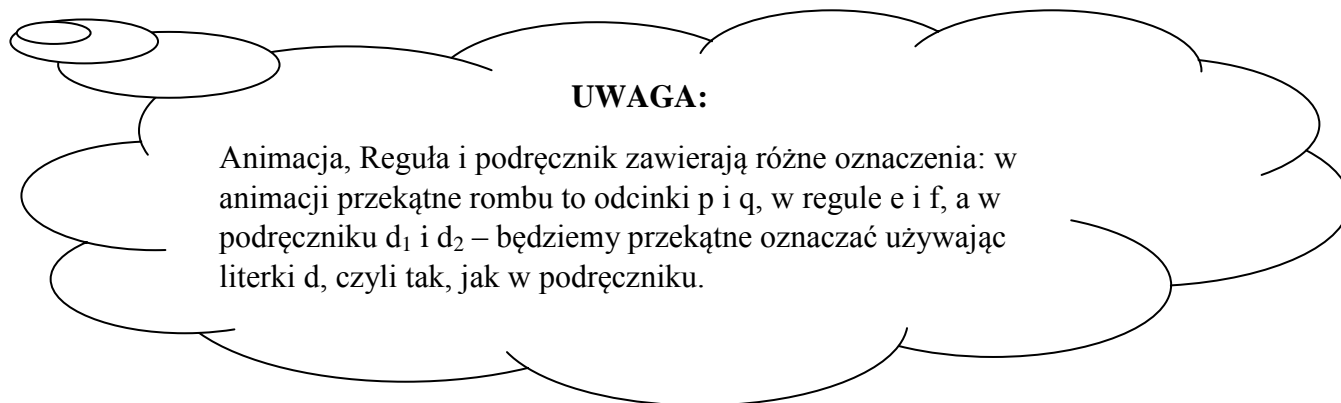 UWAGA:
Animacja, Reguła i podręcznik zawierają różne oznaczenia: w
animacji przekątne rombu to odcinki p i q, w regule e i f, a w
podręczniku d₁ i d₂ – będziemy przekątne oznaczać używając
literki d, czyli tak, jak w podręczniku.